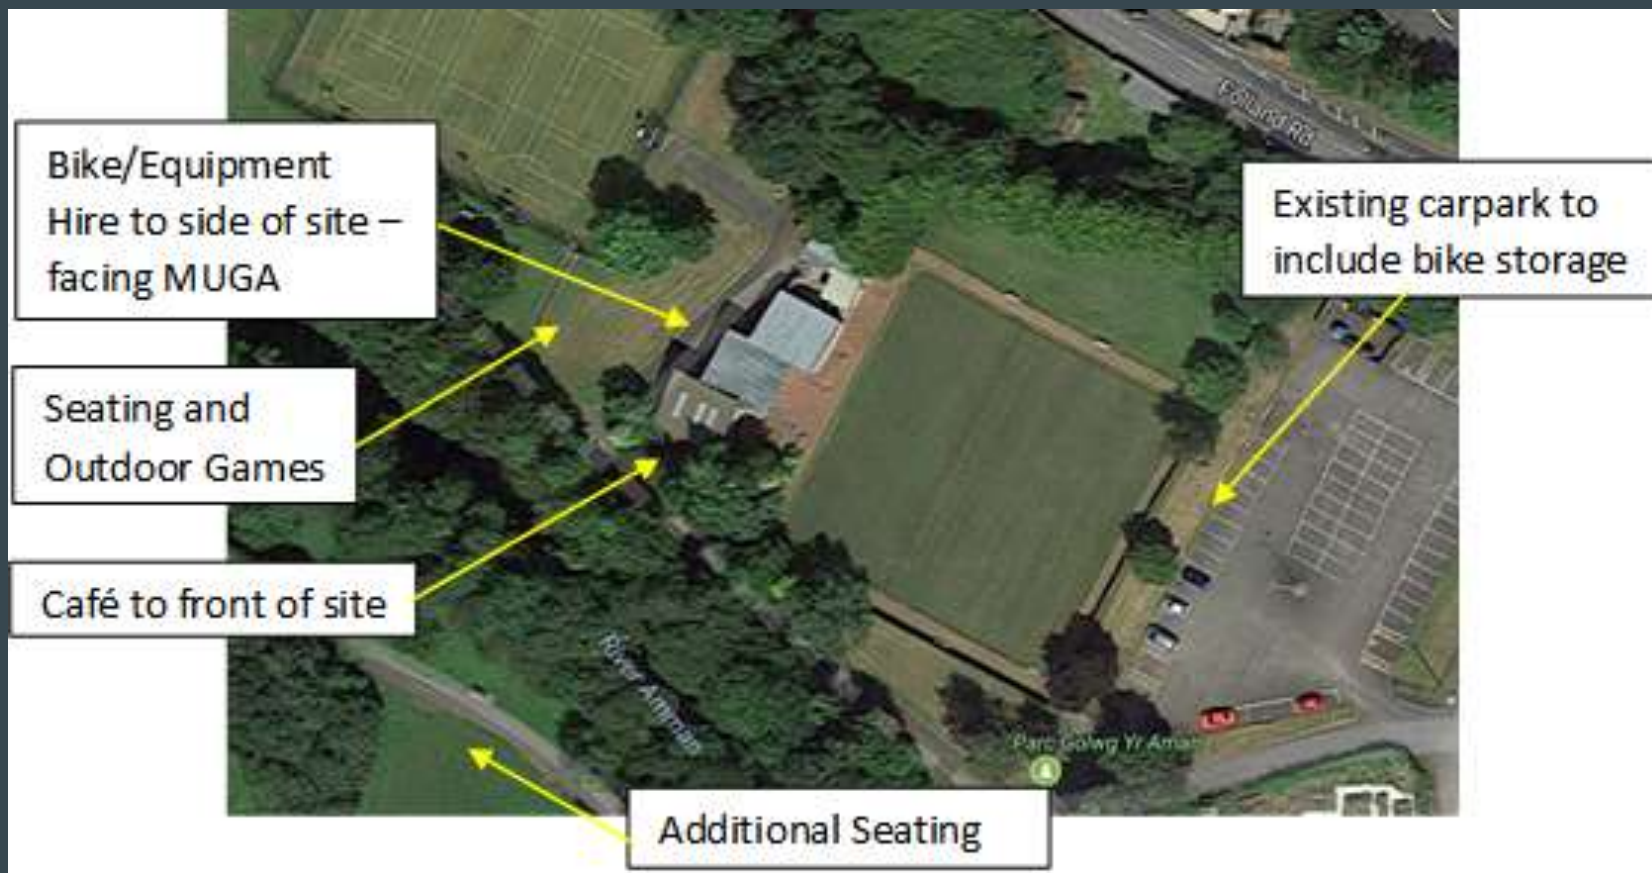 Folland Rd
Bike/Equipment
Hire to side of site –
facing MUGA
Existing carpark to
include bike storage
Seating and
Outdoor Games
Café to front of site
River Amman
Parc Golwg Yr Aman
Additional Seating